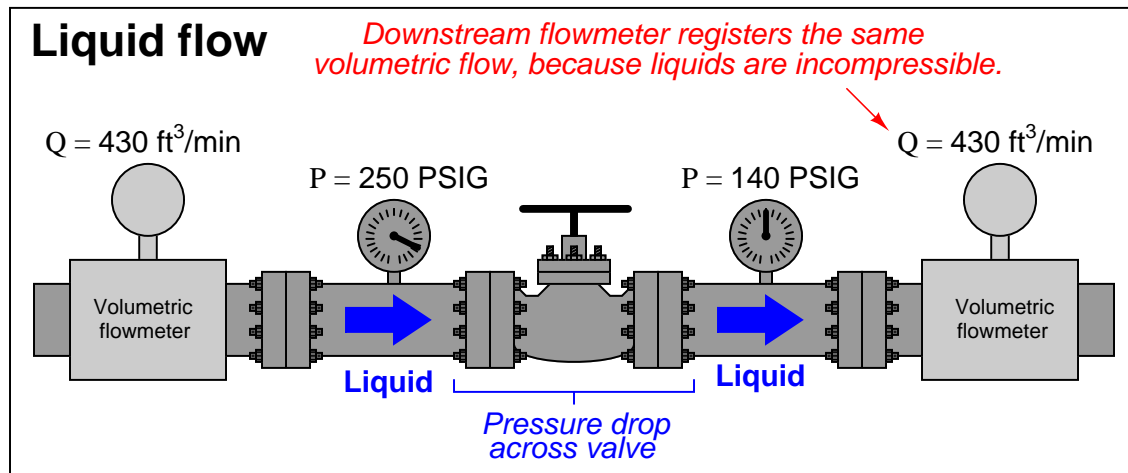 Liquid flow
Downstream flowmeter registers the same
volumetric flow, because liquids are incompressible.
Q = 430 ft³/min
Q = 430 ft³/min
P = 250 PSIG
P = 140 PSIG
Volumetric
flowmeter
Volumetric
flowmeter
Liquid
Liquid
Pressure drop
across valve